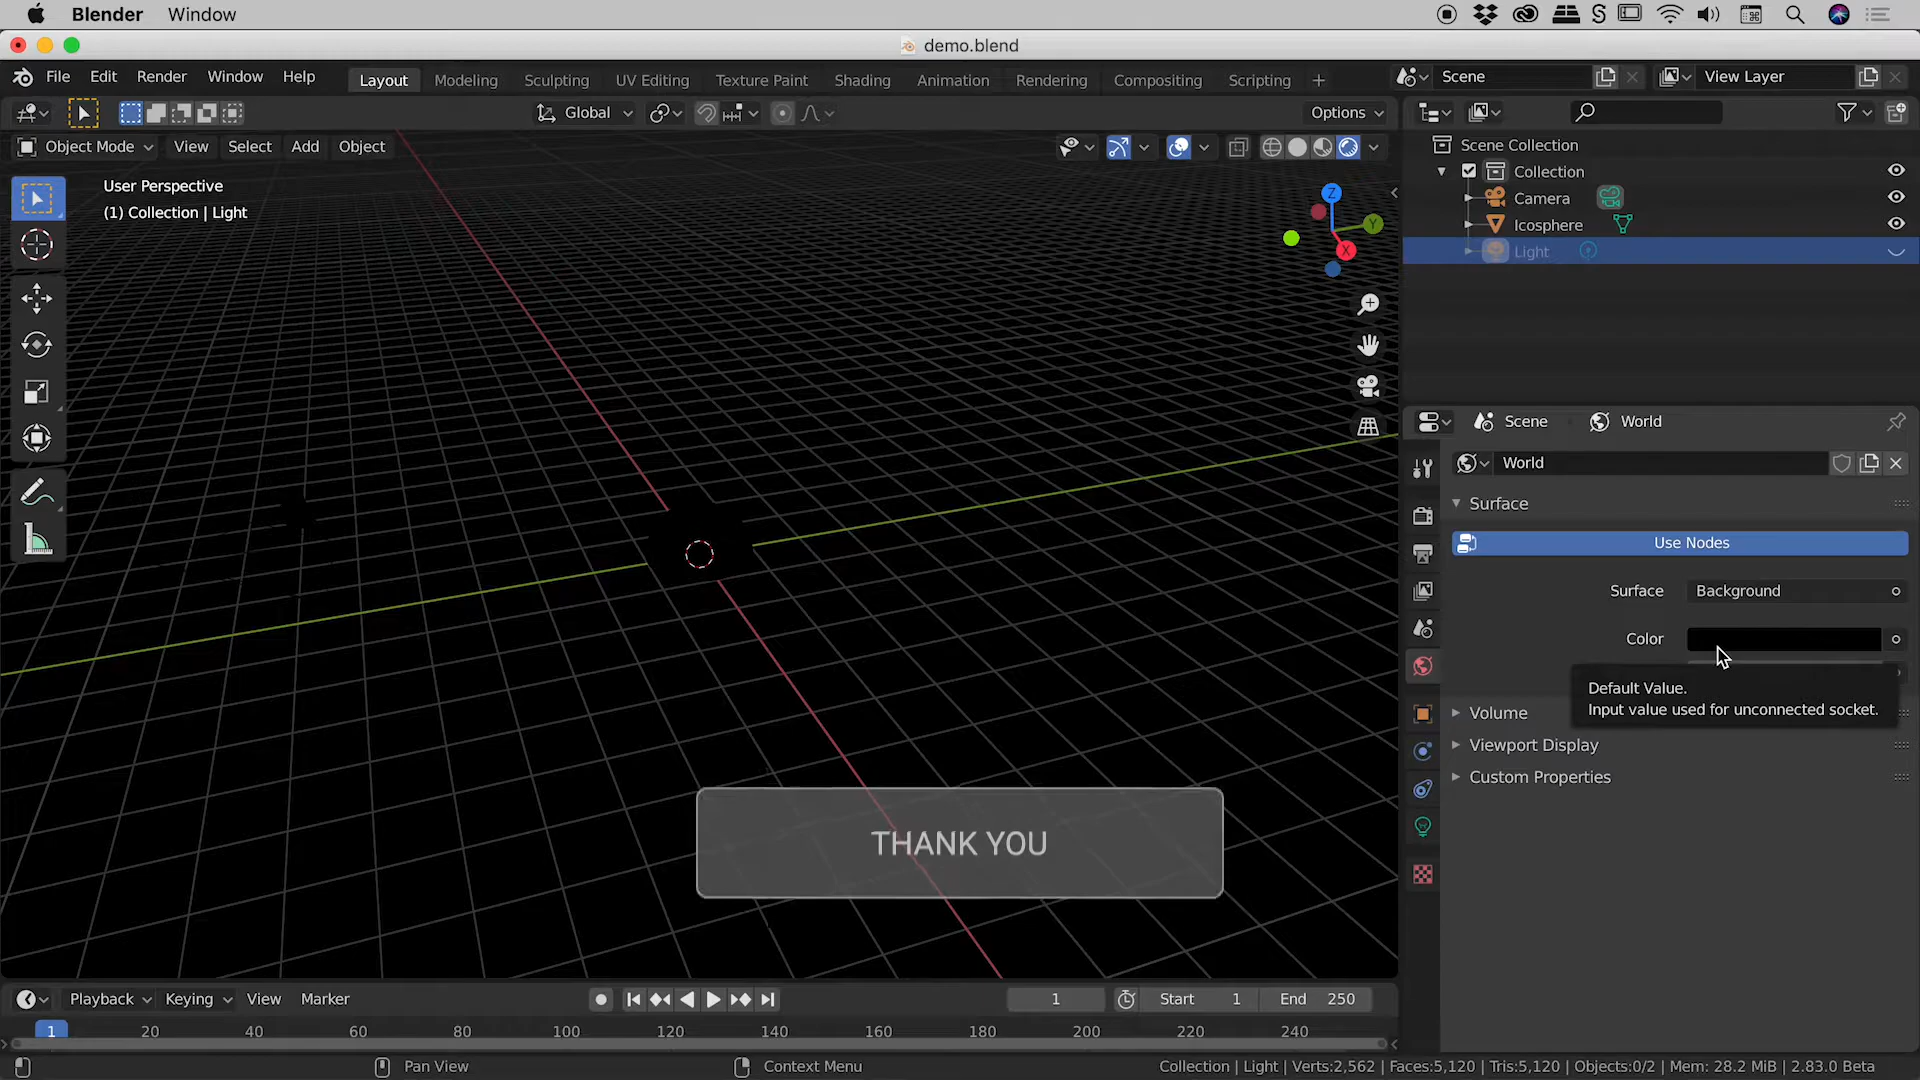 Blender Window
demo.blend
File Edit Render Window Help Layout Modeling Sculpting UV Editing Texture Paint Shading Animation Rendering Compositing Scripting Scene View Layer
Global Options
Object Mode View Select Add Object
User Perspective
(1) Collection | Light
Z
Y
X
Scene Collection
Collection
Camera
Icosphere
Light
Scene World
World
Surface
Use Nodes
Surface Background
Color
Default Value.
Input value used for unconnected socket.
Volume
Viewport Display
Custom Properties
THANK YOU
Playback Keying View Marker 1 Start 1 End 250
1 20 40 60 80 100 120 140 160 180 200 220 240
Pan View Context Menu Collection | Light | Verts:2,562 | Faces:5,120 | Tris:5,120 | Objects:0/2 | Mem: 28.2 MiB | 2.83.0 Beta